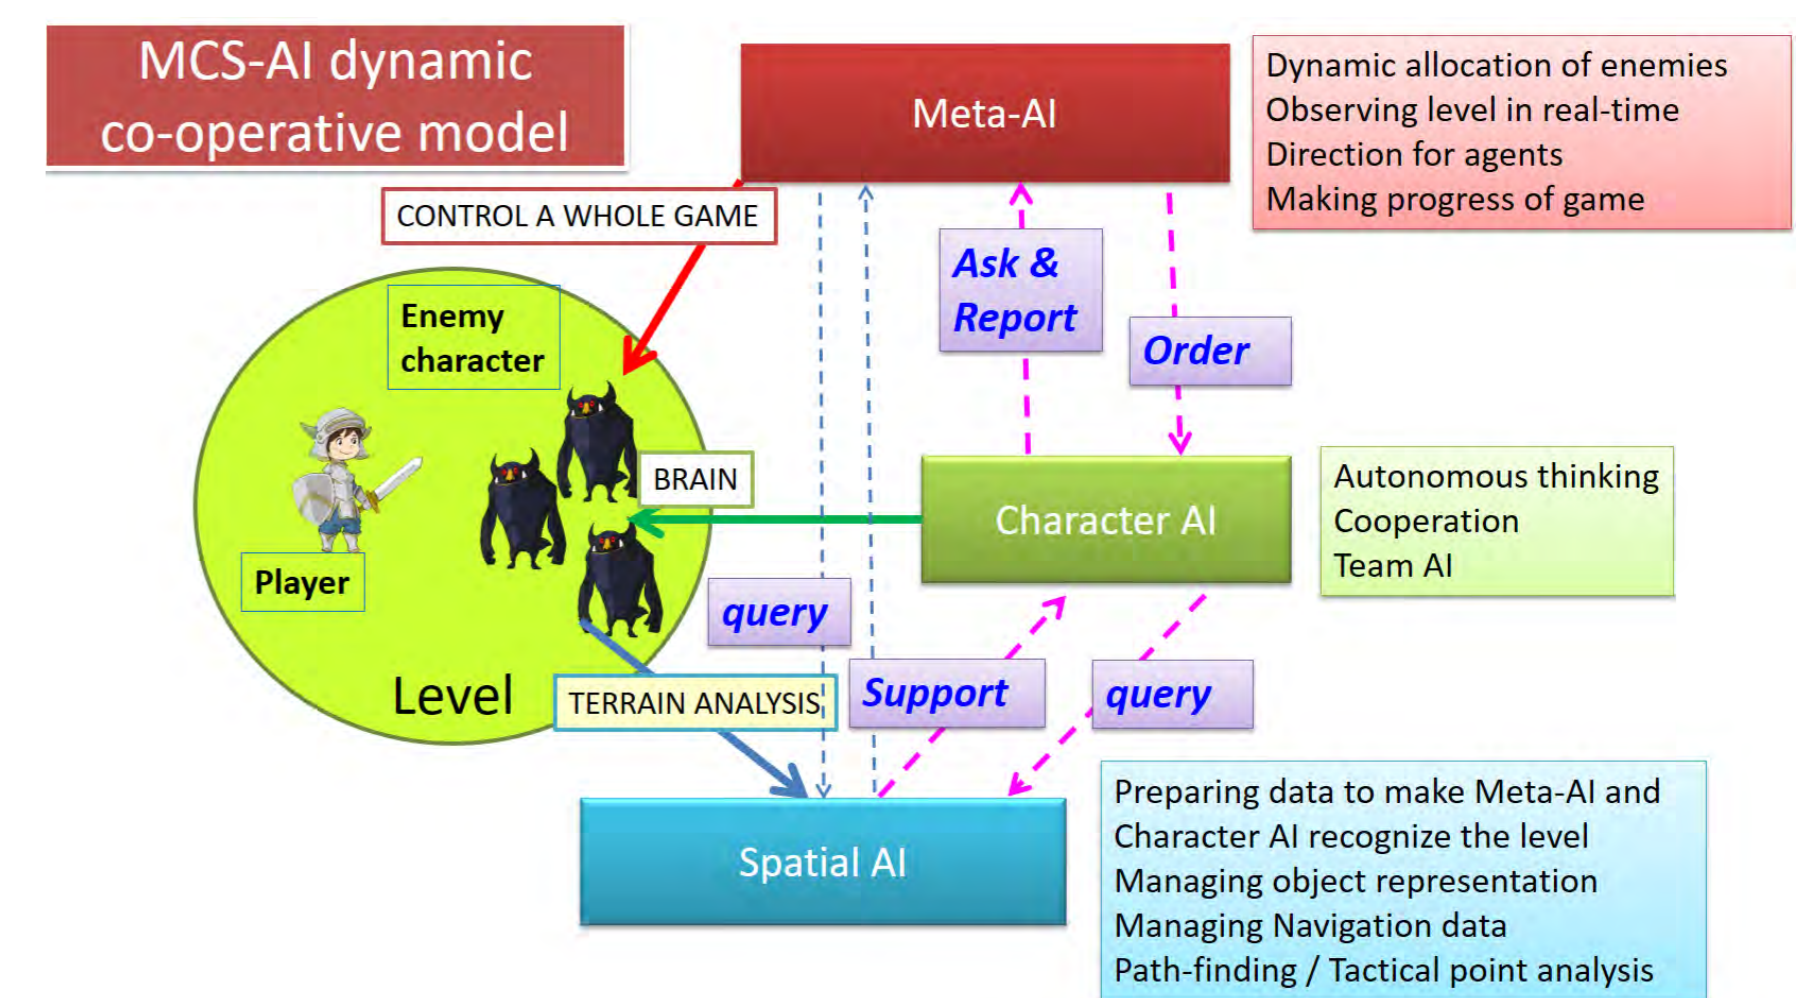 MCS-AI dynamic
co-operative model
Meta-AI
Dynamic allocation of enemies
Observing level in real-time
Direction for agents
Making progress of game
CONTROL A WHOLE GAME
Ask &
Report
Order
Enemy
character
BRAIN
Character AI
Autonomous thinking
Cooperation
Team AI
Player
query
Level
TERRAIN ANALYSIS
Support
query
Spatial AI
Preparing data to make Meta-AI and
Character AI recognize the level
Managing object representation
Managing Navigation data
Path-finding / Tactical point analysis